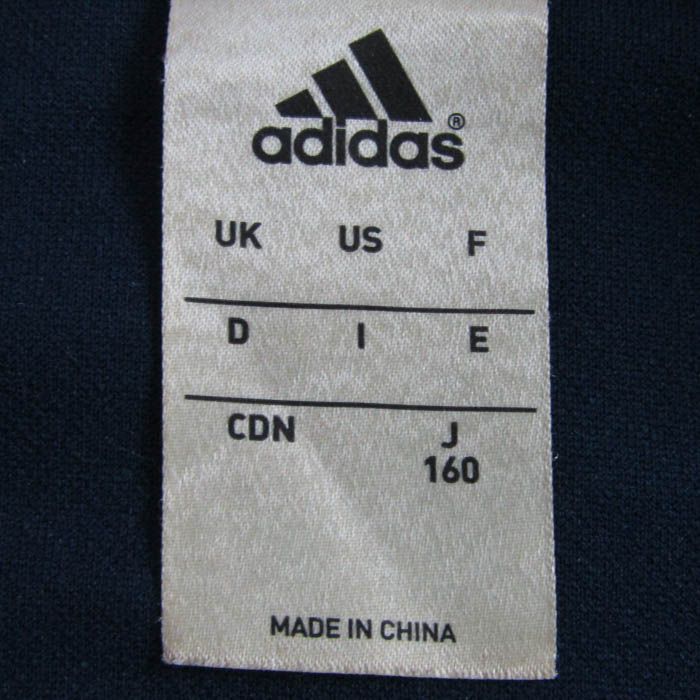 adidas®
UK US F
D I E
CDN J
160
MADE IN CHINA